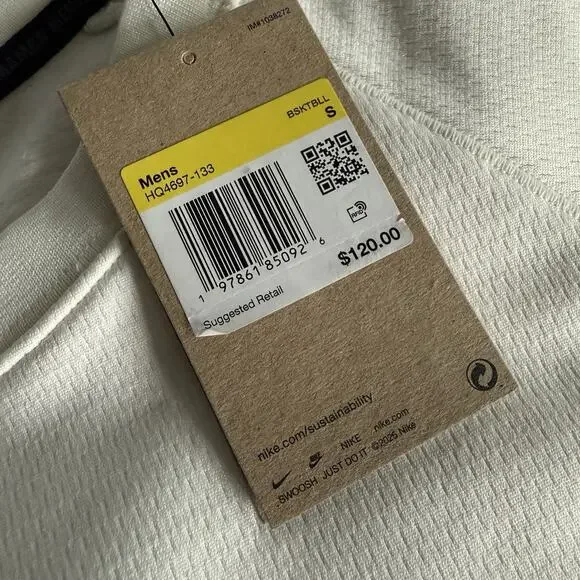 IM#1038272
BSKTBLL
Mens
S
HQ4697-133
RFID
1 97861 85092 6
$120.00
Suggested Retail
nike.com/sustainability
NIKE nike.com
SWOOSH JUST DO IT ©2025 Nike